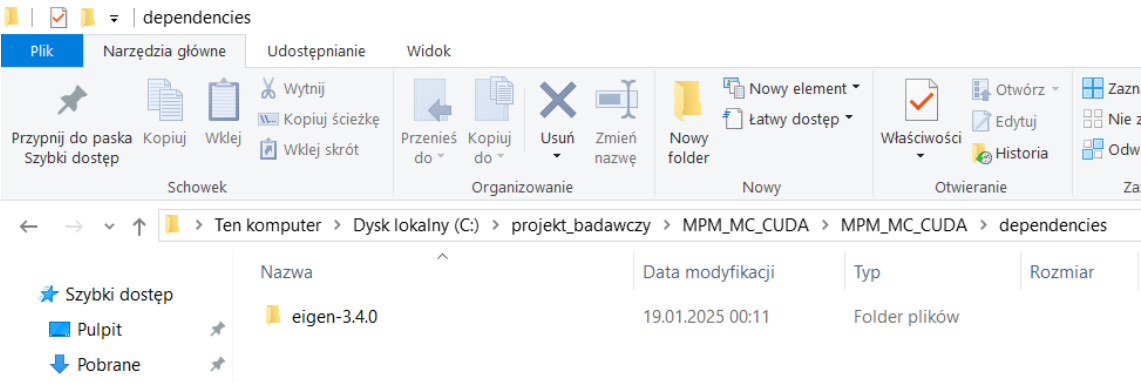 dependencies
Plik Narzędzia główne Udostępnianie Widok
Przypnij do paska Szybki dostęp
Kopiuj
Wklej
Wytnij
Kopiuj ścieżkę
Wklej skrót
Schowek
Przenieś do
Kopiuj do
Usuń
Zmień nazwę
Organizowanie
Nowy folder
Nowy element
Łatwy dostęp
Nowy
Właściwości
Otwórz
Edytuj
Historia
Otwieranie
Nie z
Ten komputer > Dysk lokalny (C:) > projekt_badawczy > MPM_MC_CUDA > MPM_MC_CUDA > dependencies
Szybki dostęp
Pulpit
Pobrane
Nazwa Data modyfikacji Typ Rozmiar
eigen-3.4.0 19.01.2025 00:11 Folder plików